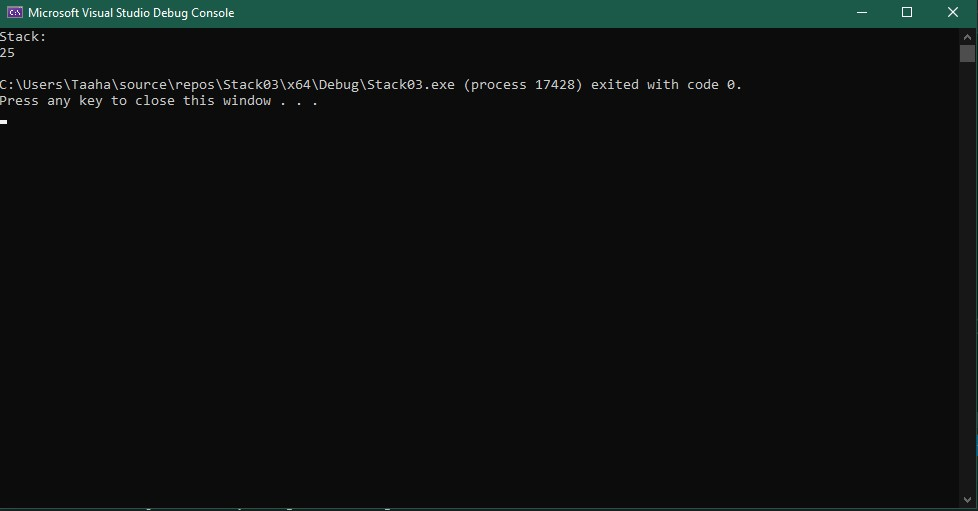 Microsoft Visual Studio Debug Console
Stack:
25
C:\Users\Taaha\source\repos\Stack03\x64\Debug\Stack03.exe (process 17428) exited with code 0.
Press any key to close this window . . .